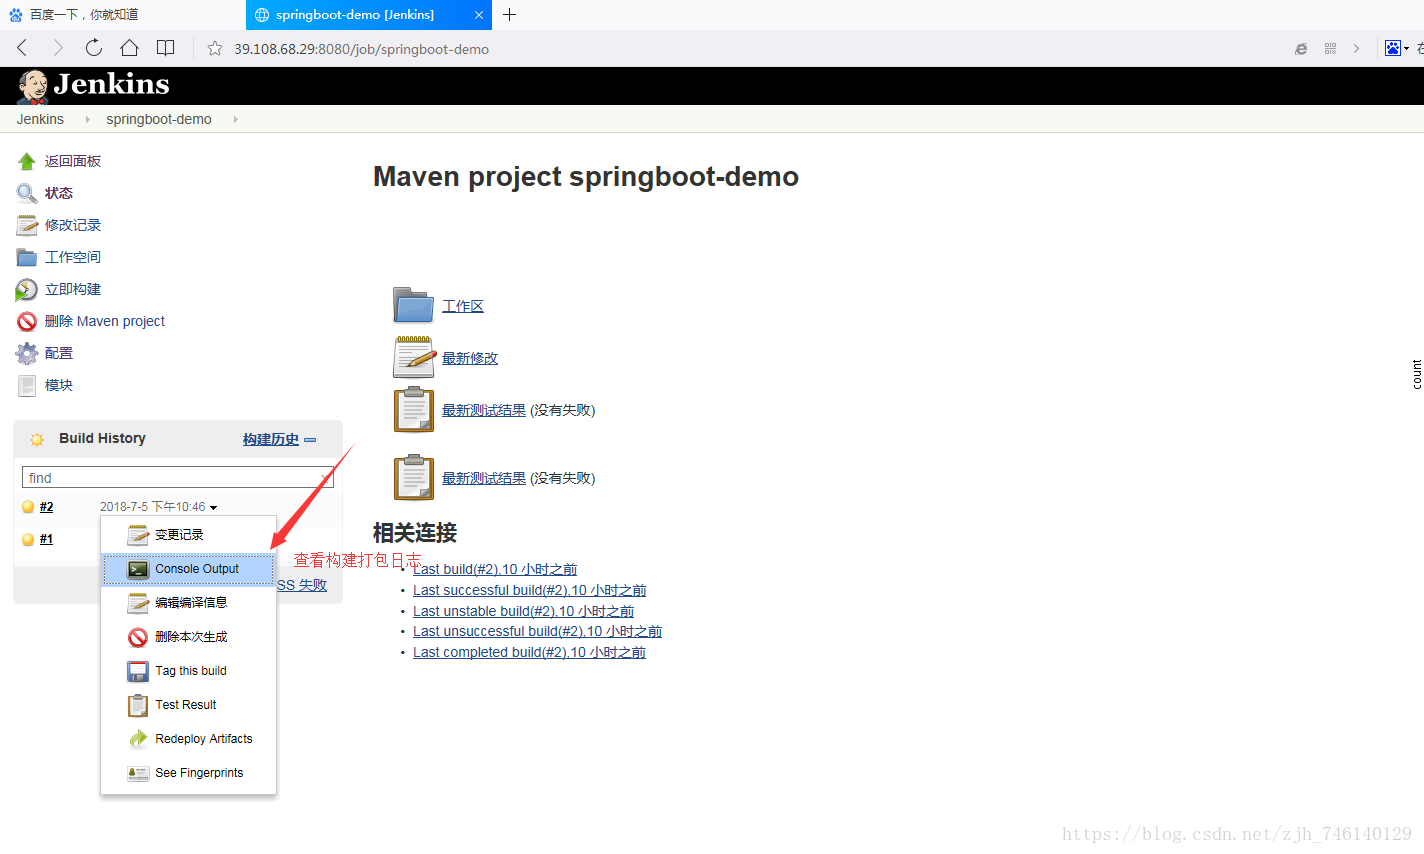 百度一下，你就知道
springboot-demo [Jenkins]
39.108.68.29:8080/job/springboot-demo
Jenkins
Jenkins
springboot-demo
返回面板
状态
修改记录
工作空间
立即构建
删除 Maven project
配置
模块
Maven project springboot-demo
工作区
最新修改
最新测试结果 (没有失败)
最新测试结果 (没有失败)
count
Build History 构建历史
find
#2 2018-7-5 下午10:46
#1
SS 失败
变更记录
Console Output
编辑编译信息
删除本次生成
Tag this build
Test Result
Redeploy Artifacts
See Fingerprints
查看构建打包日志
相关连接
Last build(#2),10 小时之前
Last successful build(#2),10 小时之前
Last unstable build(#2),10 小时之前
Last unsuccessful build(#2),10 小时之前
Last completed build(#2),10 小时之前
https://blog.csdn.net/zjh_746140129